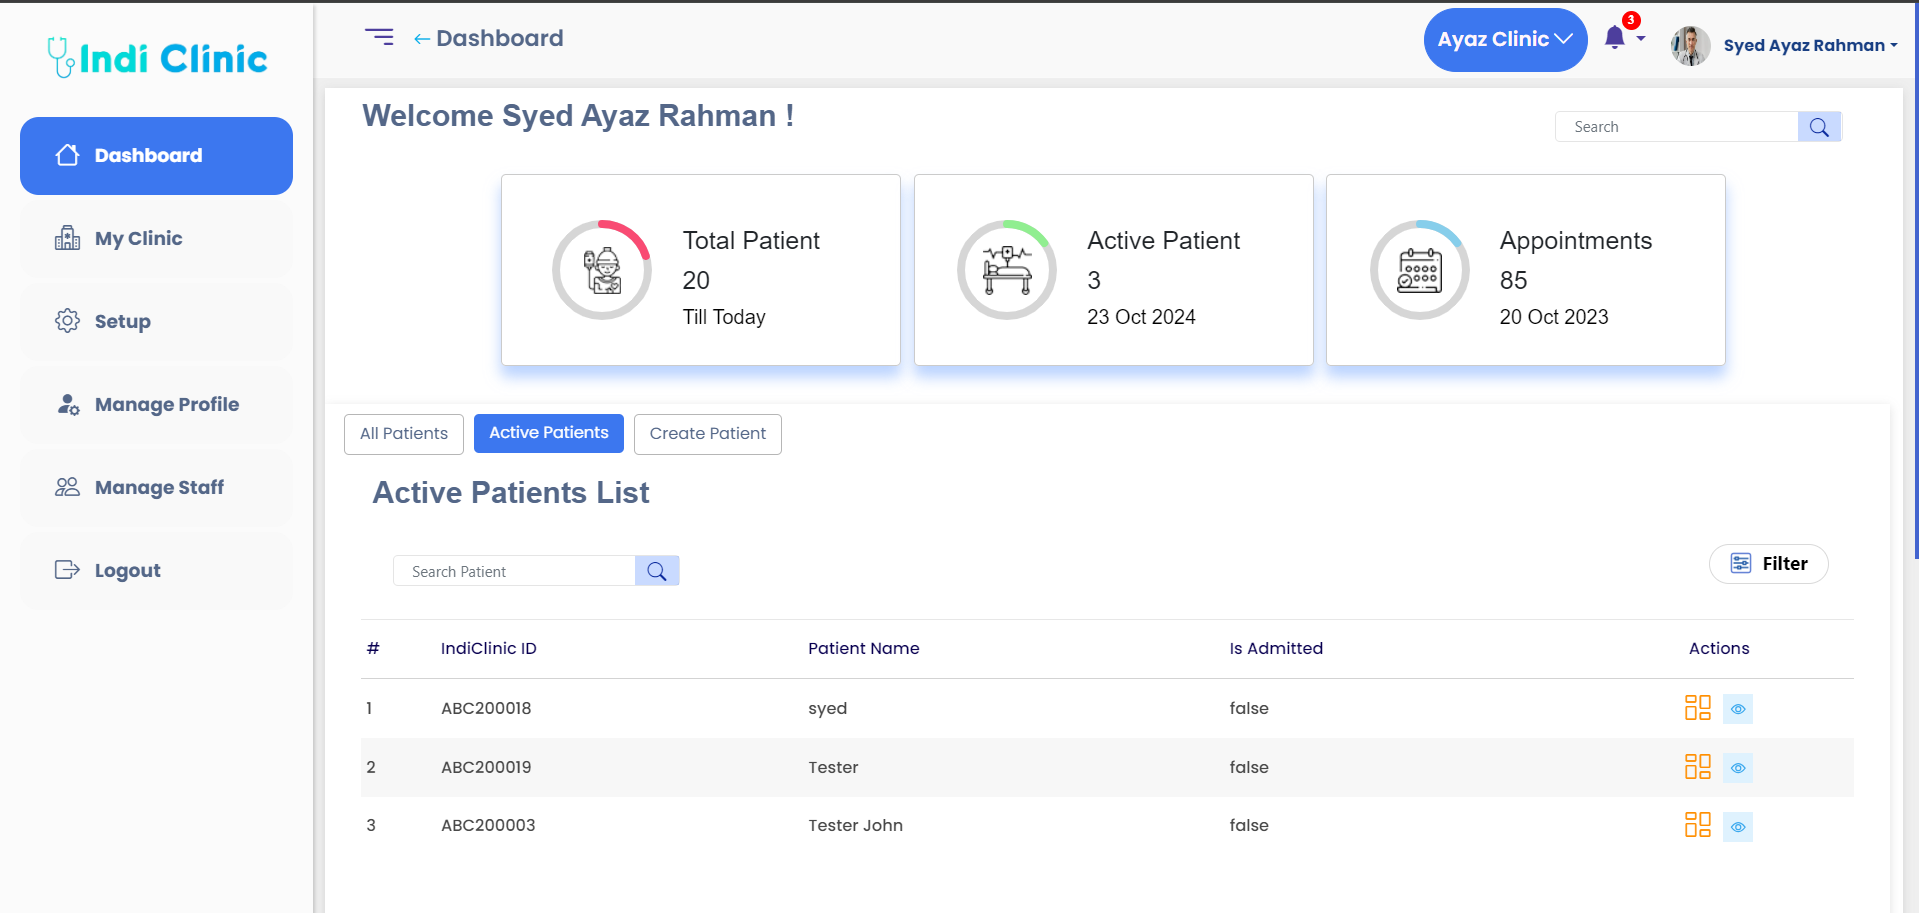 Indi Clinic
Dashboard
My Clinic
Setup
Manage Profile
Manage Staff
Logout
Dashboard
Ayaz Clinic
3
Syed Ayaz Rahman
Welcome Syed Ayaz Rahman !
Search
Total Patient
20
Till Today
Active Patient
3
23 Oct 2024
Appointments
85
20 Oct 2023
All Patients
Active Patients
Create Patient
Active Patients List
Search Patient
Filter
# IndiClinic ID Patient Name Is Admitted Actions
1 ABC200018 syed false
2 ABC200019 Tester false
3 ABC200003 Tester John false